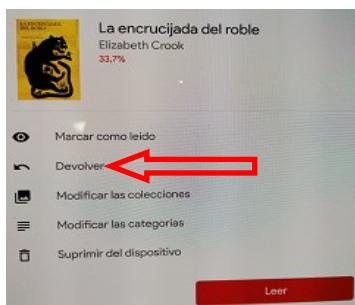 La encrucijada del roble
Elizabeth Crook
33,7%
Marcar como leído
Devolver
Modificar las colecciones
Modificar las categorías
Suprimir del dispositivo
Leer